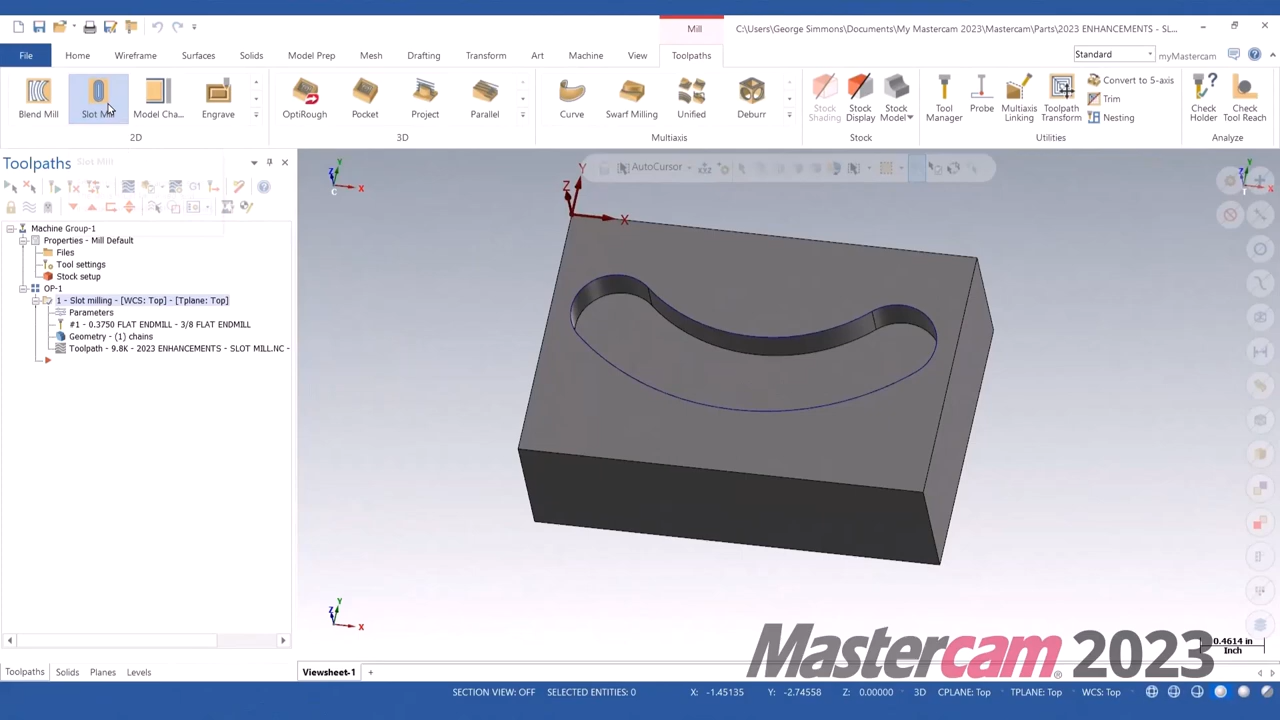 Mill
C:\Users\George Simmons\Documents\My Mastercam 2023\Mastercam\Parts\2023 ENHANCEMENTS - SL...
File Home Wireframe Surfaces Solids Model Prep Mesh Drafting Transform Art Machine View Toolpaths Standard myMastercam
Blend Mill Slot Mill Model Cha... Engrave OptiRough Pocket Project Parallel Curve Swarf Milling Unified Deburr Stock Shading Stock Display Stock Model Tool Manager Probe Multiaxis Linking Toolpath Transform Convert to 5-axis Trim Nesting Check Holder Check Tool Reach
2D 3D Multiaxis Stock Utilities Analyze
Toolpaths Slot Mill
AutoCursor
G1
Machine Group-1
Properties - Mill Default
Files
Tool settings
Stock setup
OP-1
1 - Slot milling - [WCS: Top] - [Tplane: Top]
Parameters
#1 - 0.3750 FLAT ENDMILL - 3/8 FLAT ENDMILL
Geometry - (1) chains
Toolpath - 9.8K - 2023 ENHANCEMENTS - SLOT MILL.NC -
Z Y X
Mastercam® 2023
0.4614 in
Inch
Toolpaths Solids Planes Levels Viewsheet-1 +
SECTION VIEW: OFF SELECTED ENTITIES: 0 X: -1.45135 Y: -2.74558 Z: 0.00000 3D CPLANE: Top TPLANE: Top WCS: Top